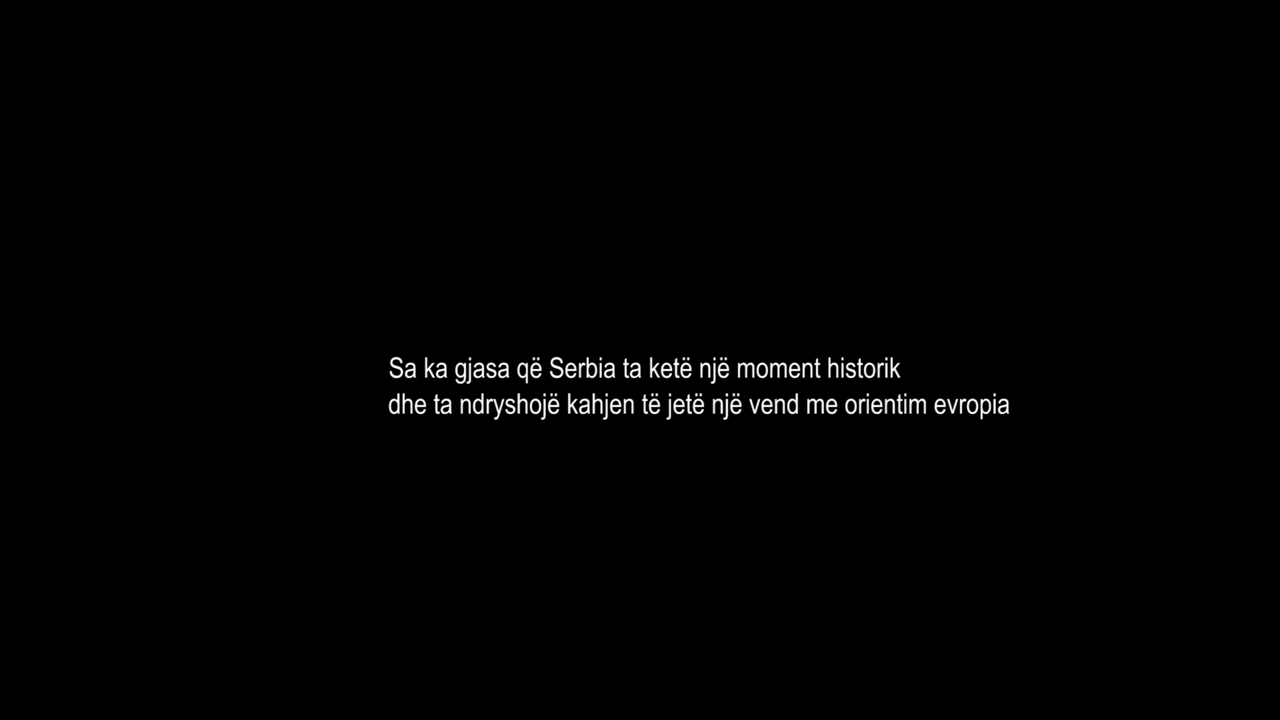 Sa ka gjasa që Serbia ta ketë një moment historik
dhe ta ndryshojë kahjen të jetë një vend me orientim evropia